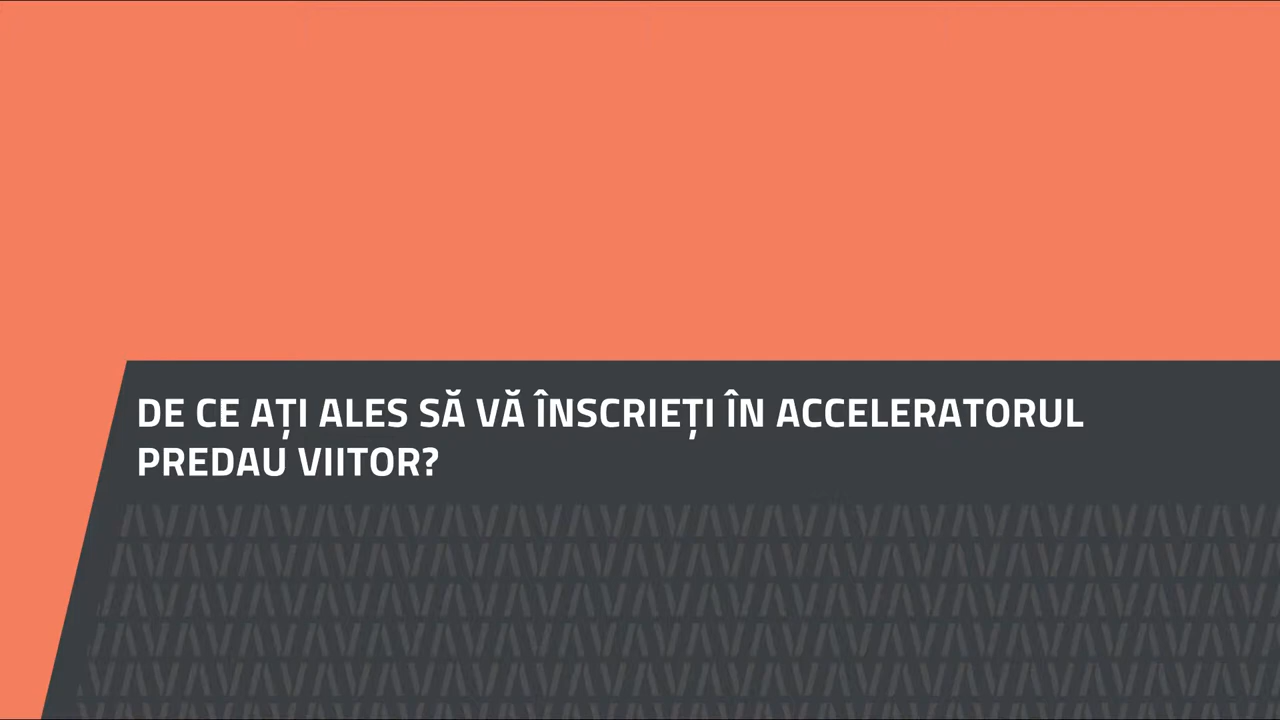 DE CE AȚI ALES SĂ VĂ ÎNSCRIEȚI ÎN ACCELERATORUL
PREDAU VIITOR?